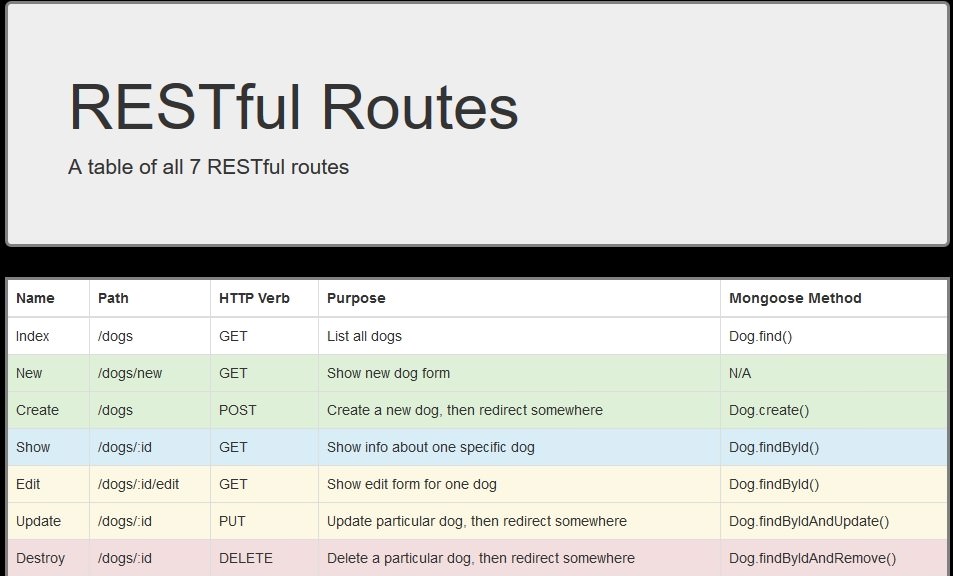 RESTful Routes
A table of all 7 RESTful routes
Name Path HTTP Verb Purpose Mongoose Method
Index /dogs GET List all dogs Dog.find()
New /dogs/new GET Show new dog form N/A
Create /dogs POST Create a new dog, then redirect somewhere Dog.create()
Show /dogs/:id GET Show info about one specific dog Dog.findById()
Edit /dogs/:id/edit GET Show edit form for one dog Dog.findById()
Update /dogs/:id PUT Update particular dog, then redirect somewhere Dog.findByIdAndUpdate()
Destroy /dogs/:id DELETE Delete a particular dog, then redirect somewhere Dog.findByIdAndRemove()